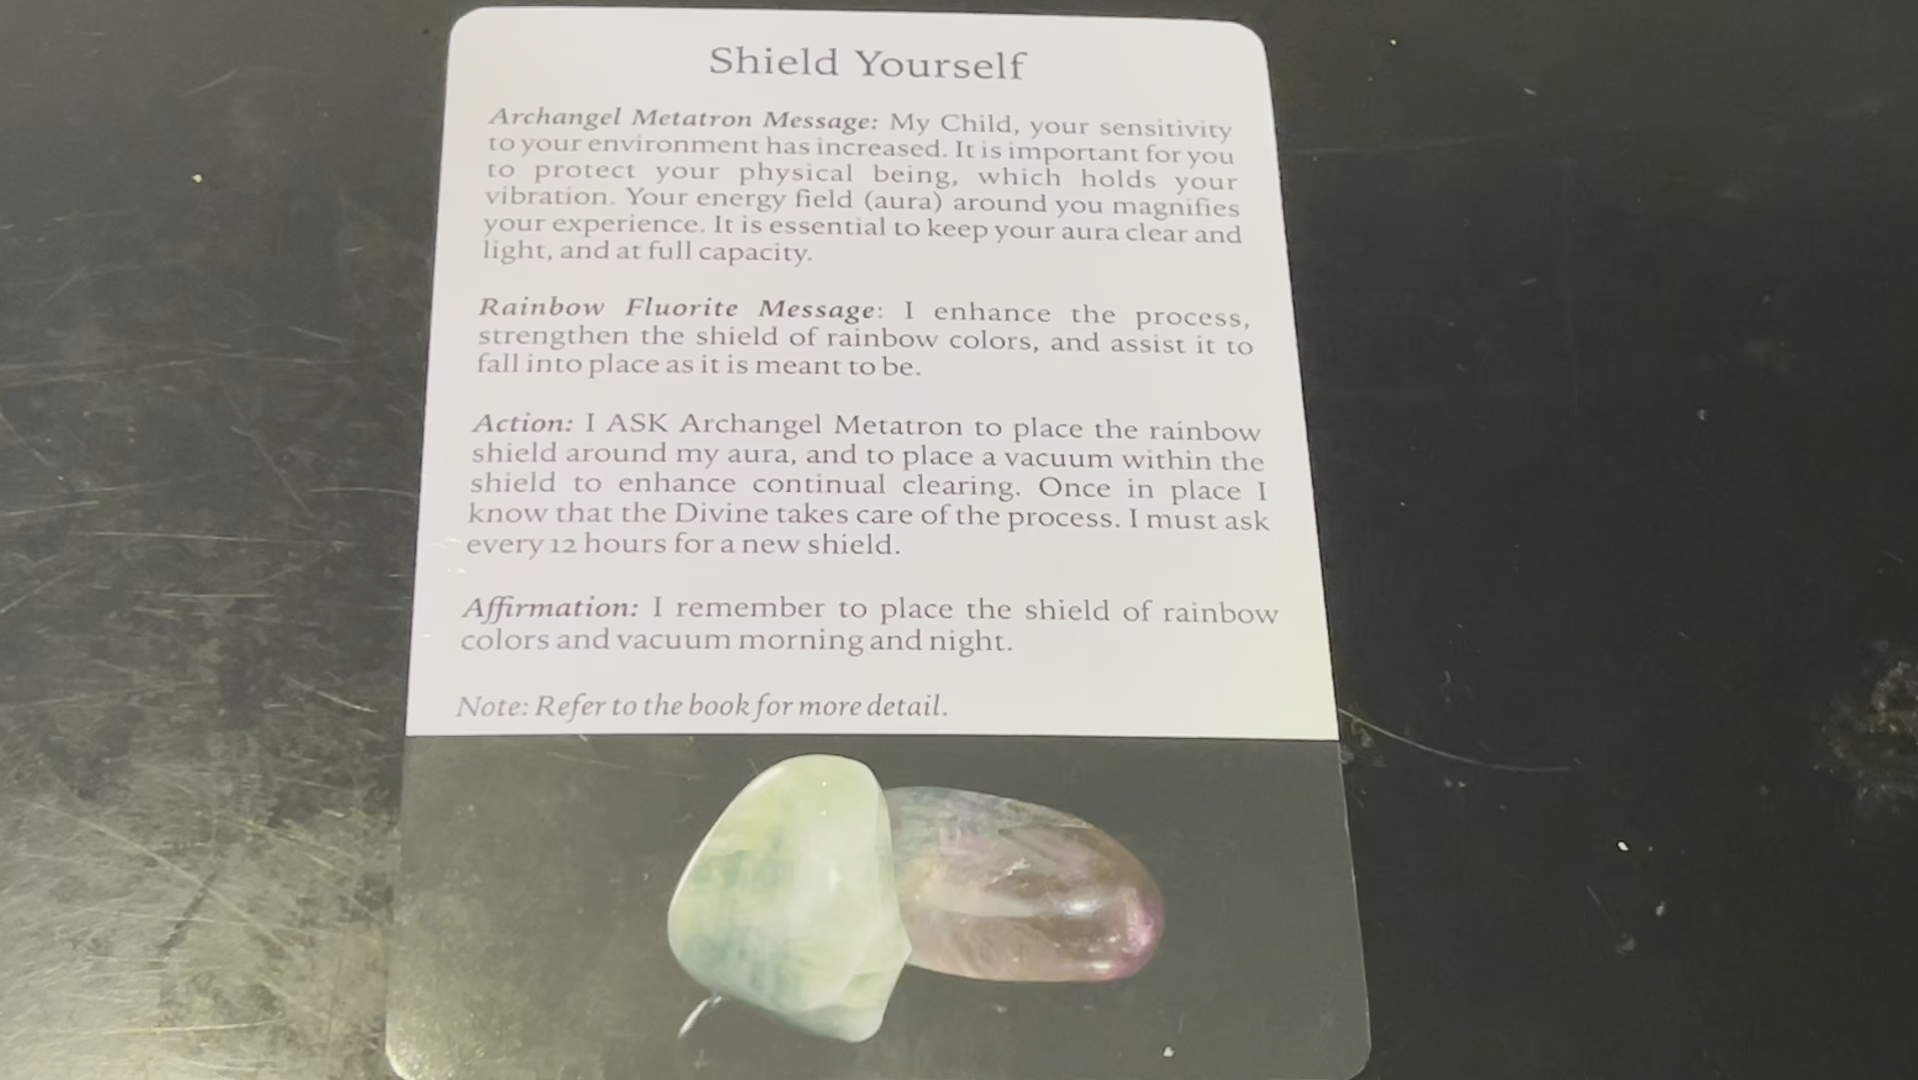 Shield Yourself
Archangel Metatron Message: My Child, your sensitivity
to your environment has increased. It is important for you
to protect your physical being, which holds your
vibration. Your energy field (aura) around you magnifies
your experience. It is essential to keep your aura clear and
light, and at full capacity.
Rainbow Fluorite Message: I enhance the process,
strengthen the shield of rainbow colors, and assist it to
fall into place as it is meant to be.
Action: I ASK Archangel Metatron to place the rainbow
shield around my aura, and to place a vacuum within the
shield to enhance continual clearing. Once in place I
know that the Divine takes care of the process. I must ask
every 12 hours for a new shield.
Affirmation: I remember to place the shield of rainbow
colors and vacuum morning and night.
Note: Refer to the book for more detail.